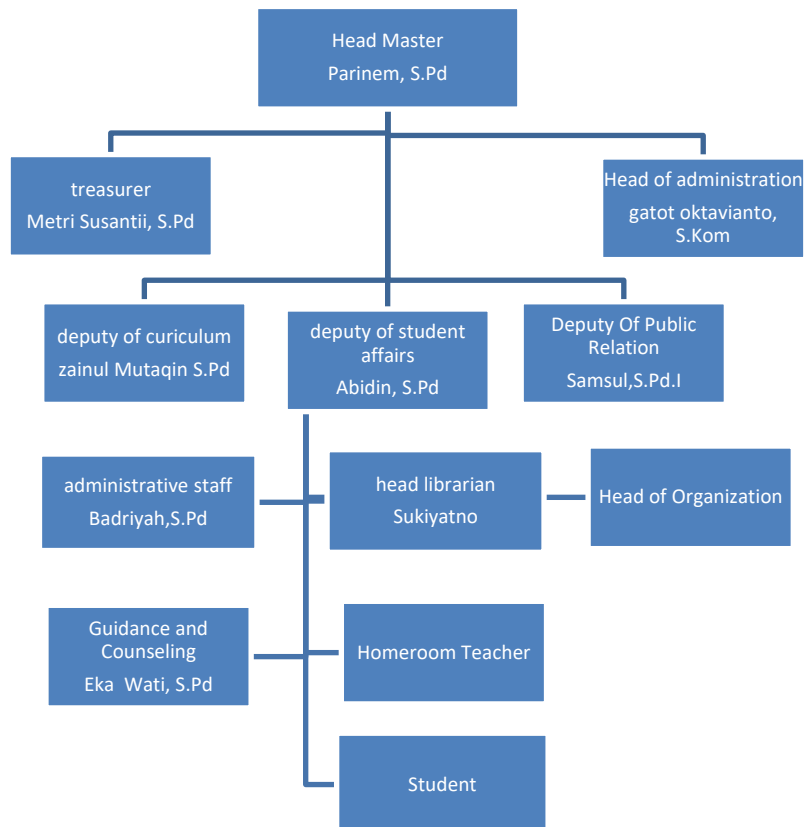 Head Master
Parinem, S.Pd
treasurer
Metri Susantii, S.Pd
Head of administration
gatot oktavianto,
S.Kom
deputy of curiculum
zainul Mutaqin S.Pd
deputy of student
affairs
Abidin, S.Pd
Deputy Of Public
Relation
Samsul,S.Pd.I
administrative staff
Badriyah,S.Pd
head librarian
Sukiyatno
Head of Organization
Guidance and
Counseling
Eka  Wati, S.Pd
Homeroom Teacher
Student